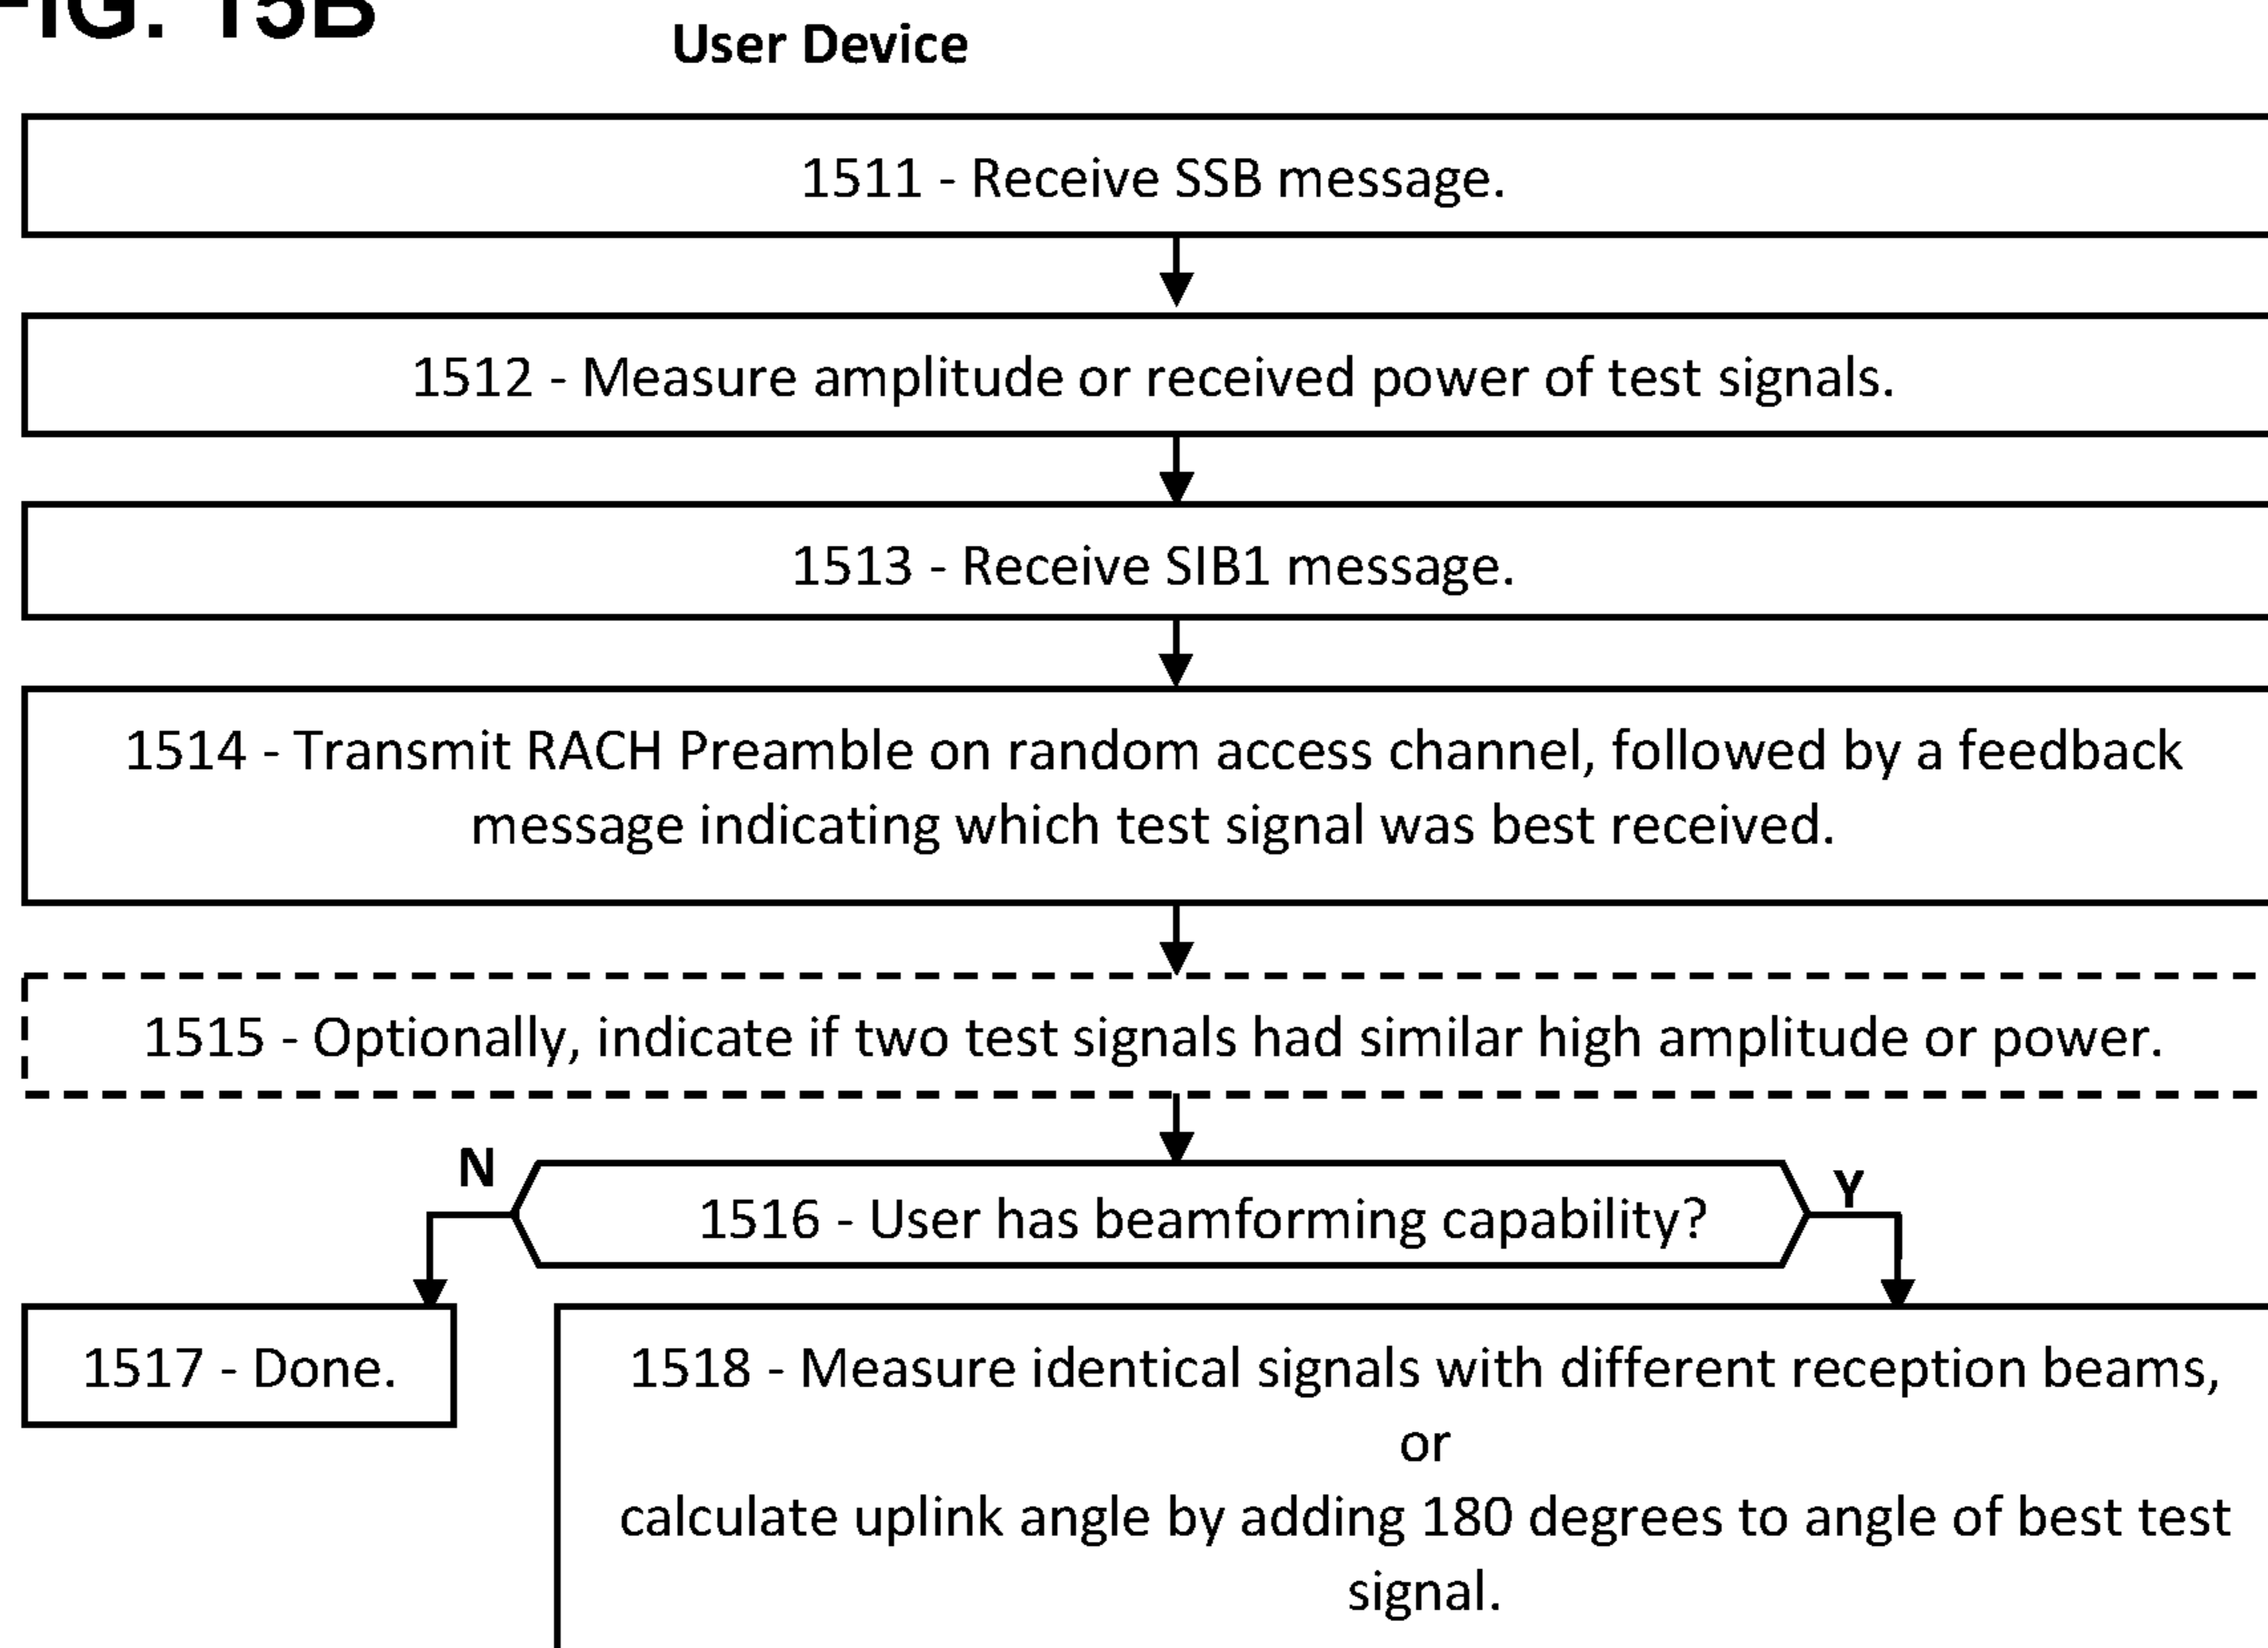 FIG. 15B
User Device
1511 - Receive SSB message.
1512 - Measure amplitude or received power of test signals.
1513 - Receive SIB1 message.
1514 - Transmit RACH Preamble on random access channel, followed by a feedback
message indicating which test signal was best received.
1515 - Optionally, indicate if two test signals had similar high amplitude or power.
N
Y
1516 - User has beamforming capability?
1517 - Done.
1518 - Measure identical signals with different reception beams,
or
calculate uplink angle by adding 180 degrees to angle of best test
signal.